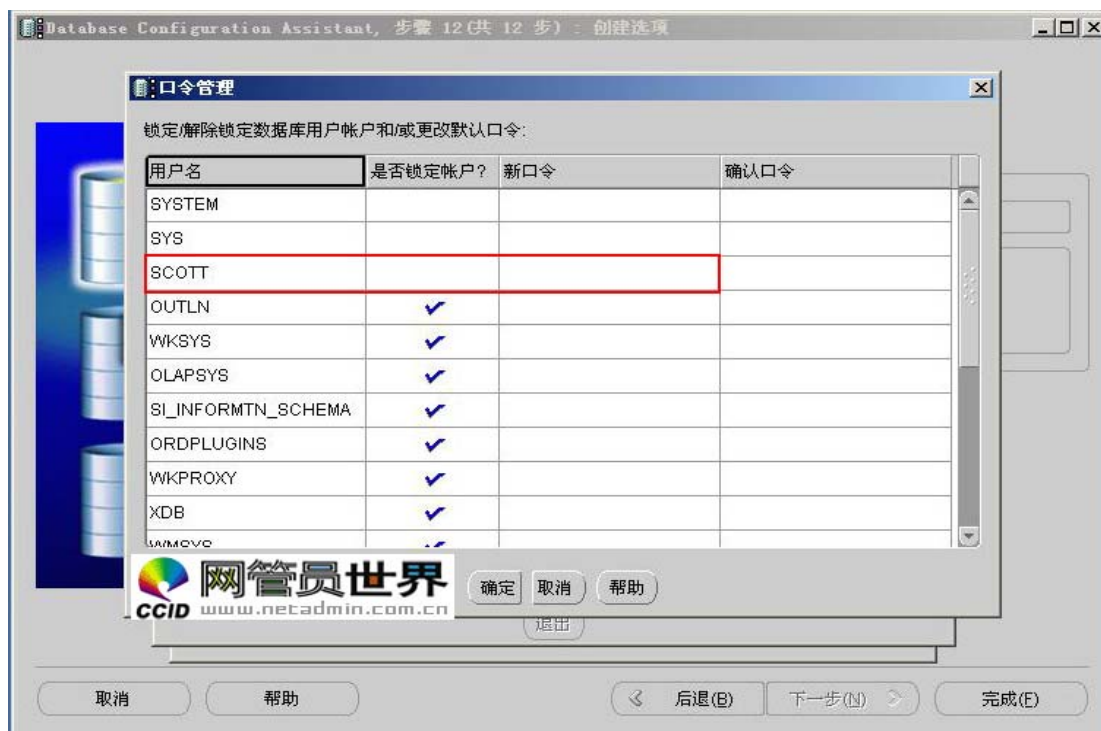 Database Configuration Assistant, 步骤 12(共 12 步) : 创建选项
口令管理
锁定/解除锁定数据库用户帐户和/或更改默认口令:
用户名 是否锁定帐户? 新口令 确认口令
SYSTEM
SYS
SCOTT
OUTLN
WKSYS
OLAPSYS
SI_INFORMTN_SCHEMA
ORDPLUGINS
WKPROXY
XDB
WMSYS
CCID 网管员世界
www.netadmin.com.cn
确定 取消 帮助
退出
取消 帮助 后退(B) 下一步(N) 完成(F)